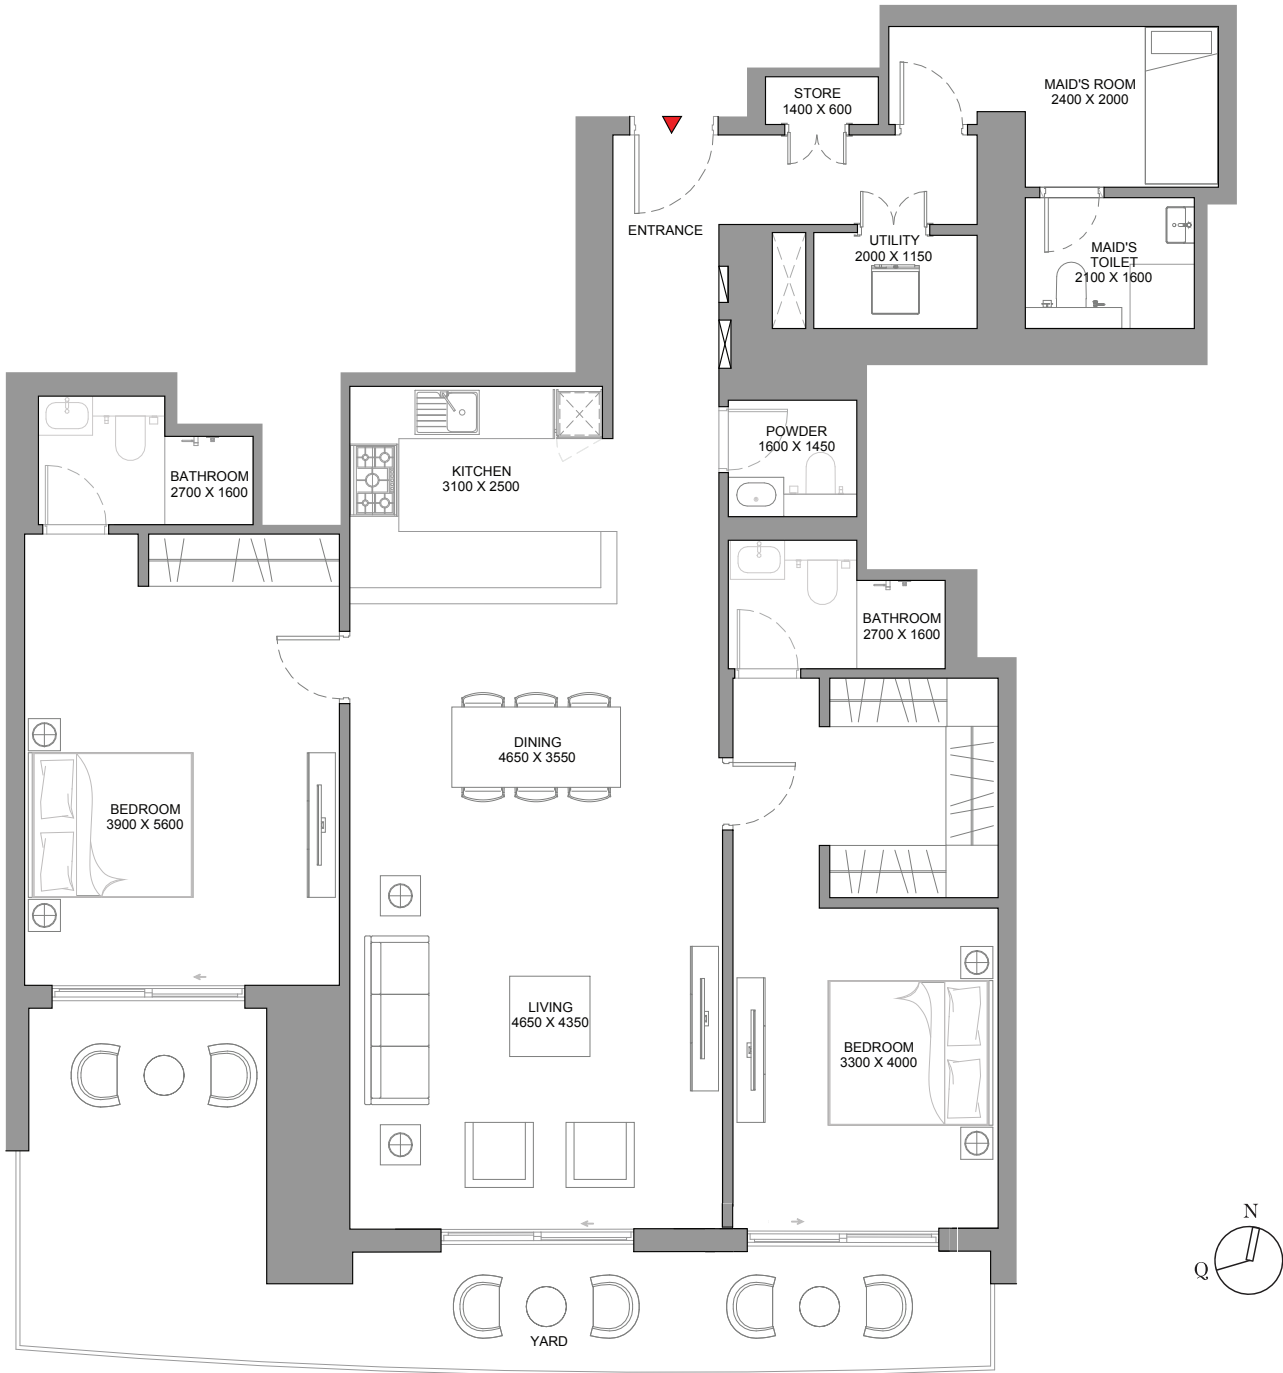 MAID'S ROOM
2400 X 2000
STORE
1400 X 600
ENTRANCE
UTILITY
2000 X 1150
MAID'S
TOILET
2100 X 1600
POWDER
1600 X 1450
BATHROOM
2700 X 1600
KITCHEN
3100 X 2500
BATHROOM
2700 X 1600
DINING
4650 X 3550
BEDROOM
3900 X 5600
LIVING
4650 X 4350
BEDROOM
3300 X 4000
YARD
N
Q